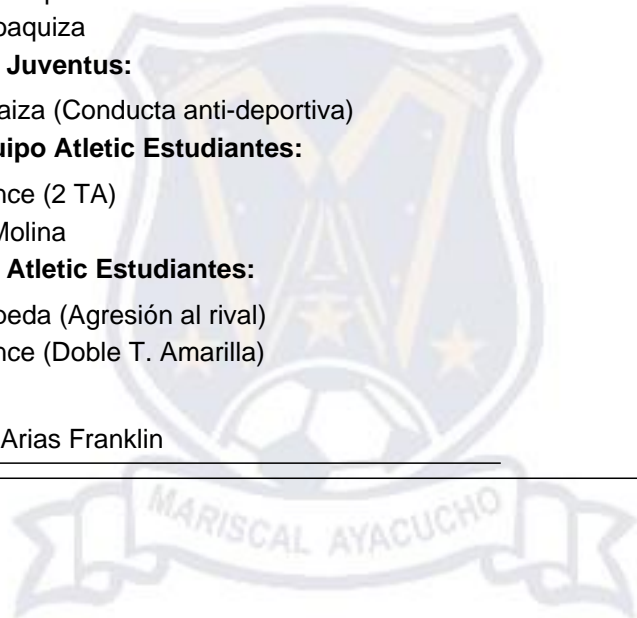 paquiza
Juventus:
aiza (Conducta anti-deportiva)
uipo Atletic Estudiantes:
nce (2 TA)
Molina
Atletic Estudiantes:
oeda (Agresión al rival)
nce (Doble T. Amarilla)
Arias Franklin
MARISCAL AYACUCHO